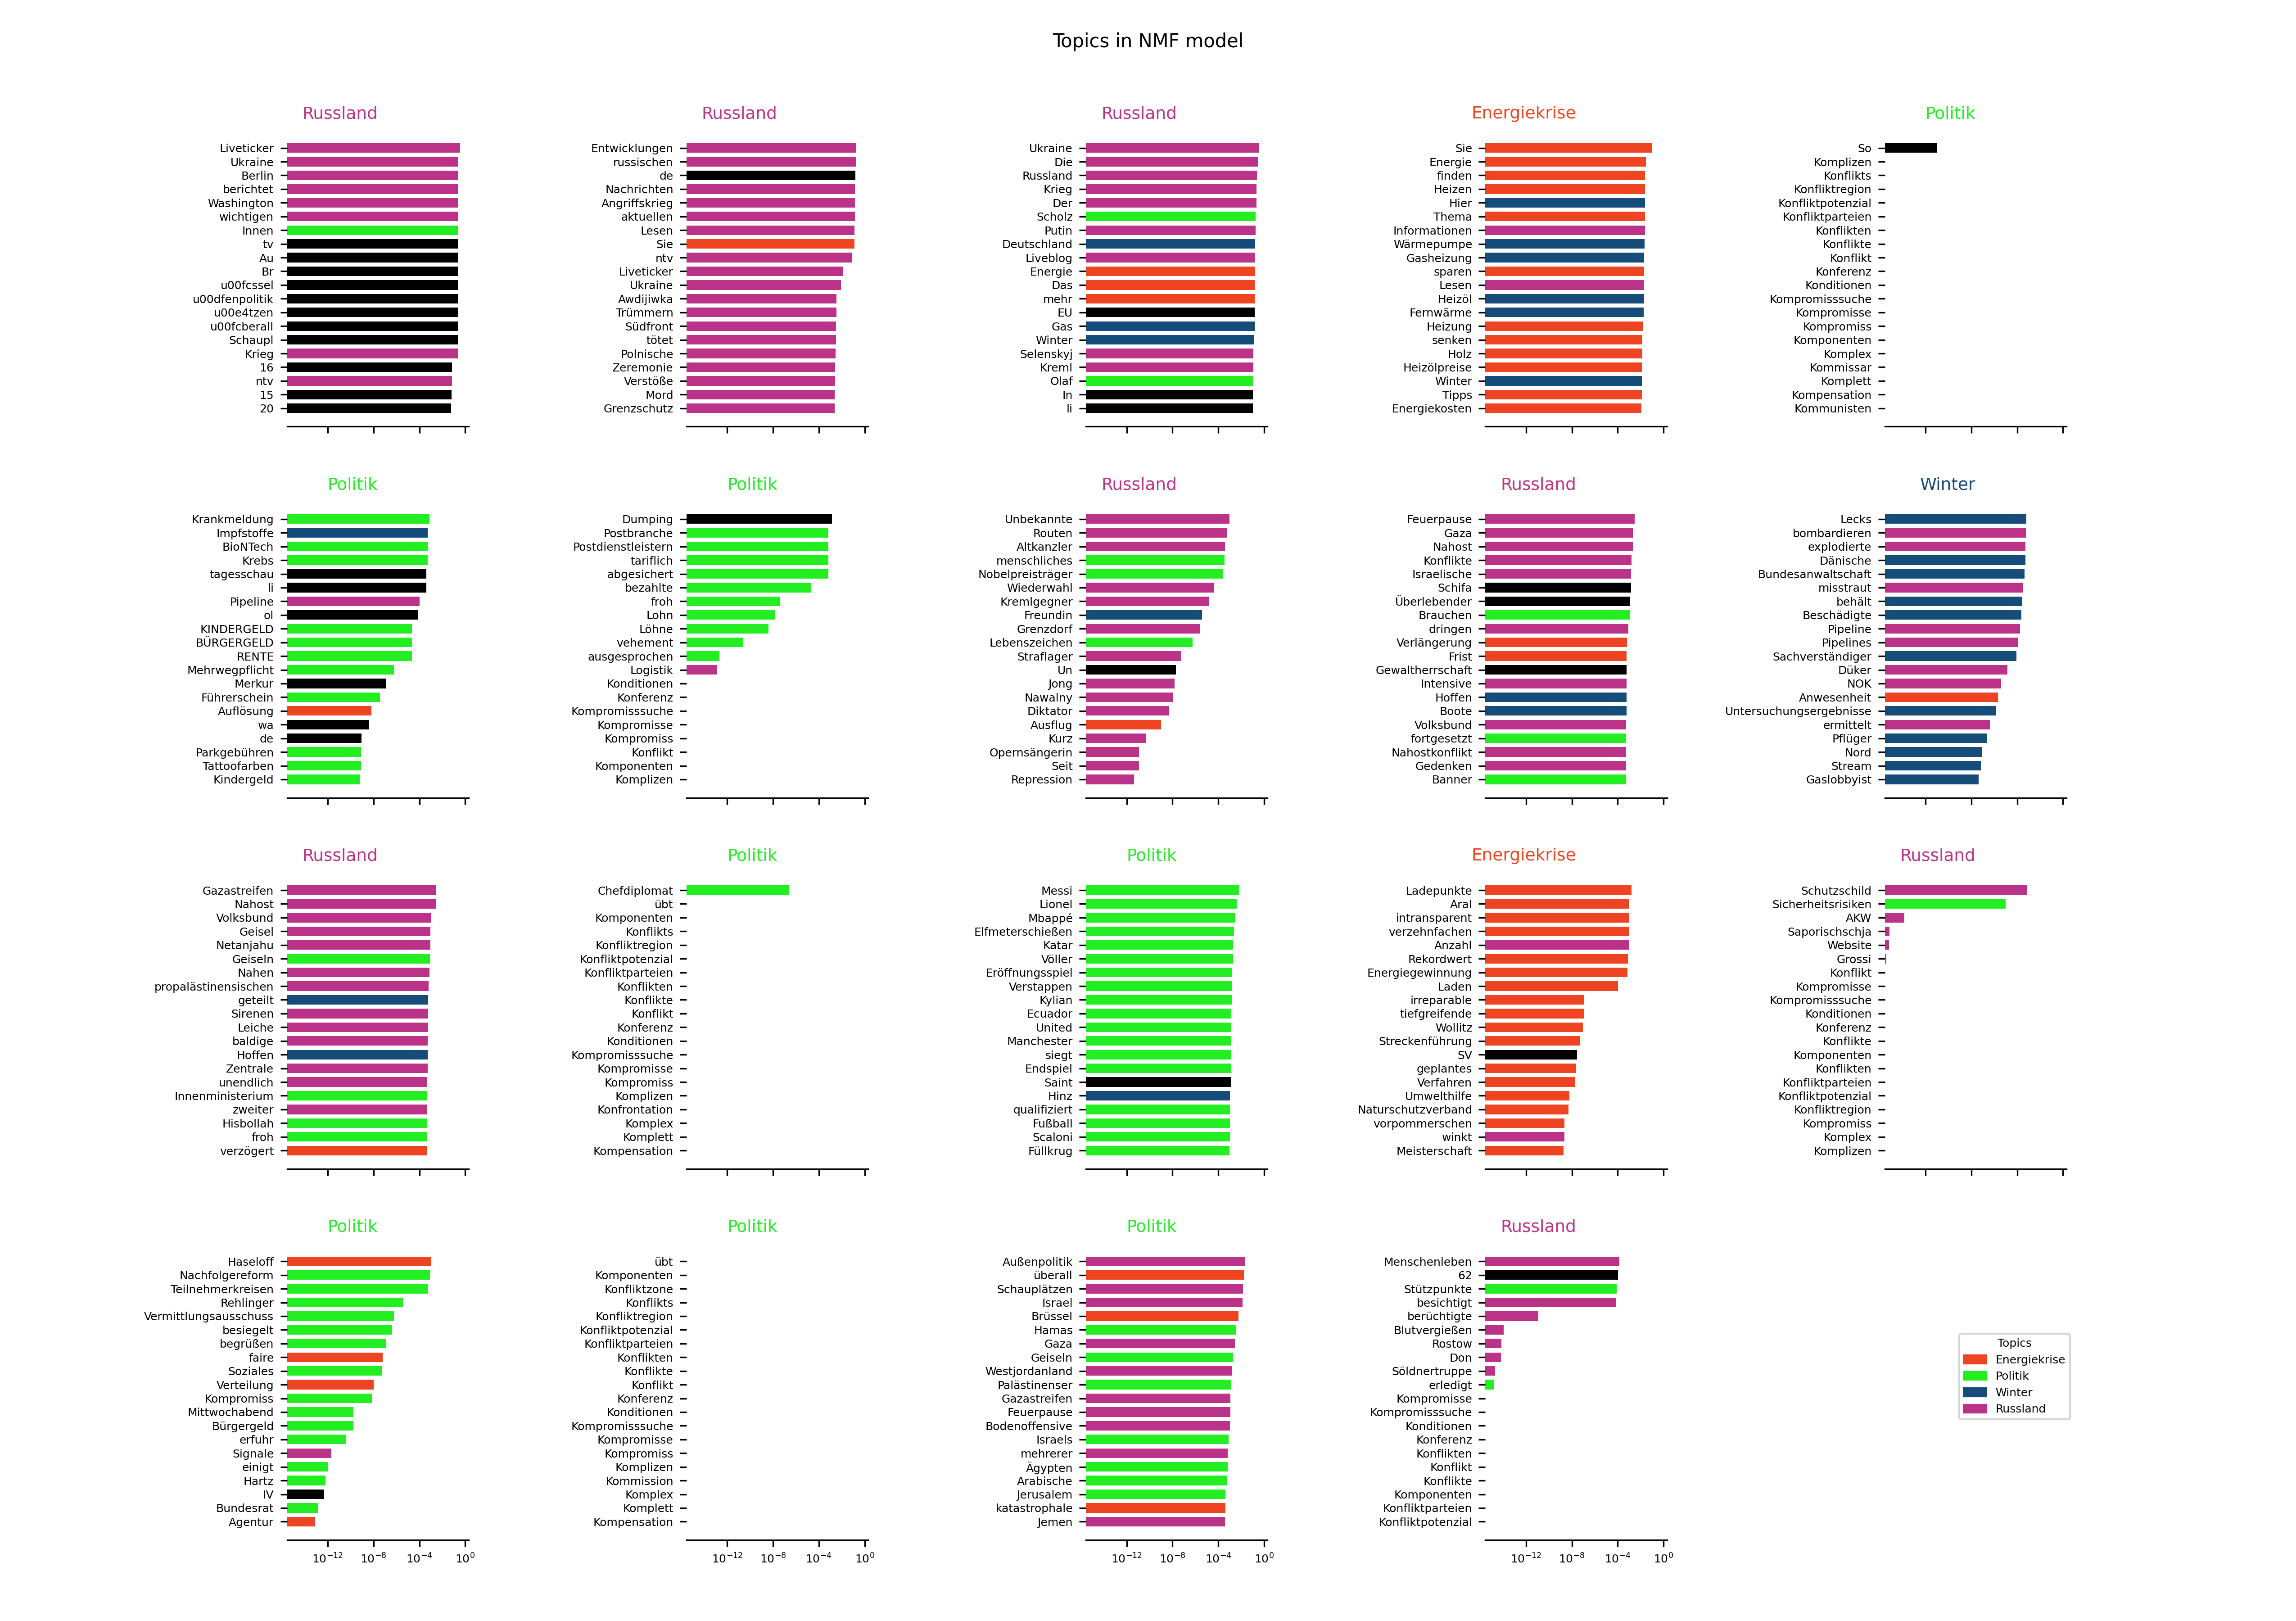 Topics in NMF model
Russland
Liveticker
Ukraine
Berlin
berichtet
Washington
wichtigen
Innen
tv
Au
Br
u00fcssel
u00dfenpolitik
u00e4tzen
u00fcberall
Schaupl
Krieg
16
ntv
15
20
Russland
Entwicklungen
russischen
de
Nachrichten
Angriffskrieg
aktuellen
Lesen
Sie
ntv
Liveticker
Ukraine
Awdijiwka
Trümmern
Südfront
tötet
Polnische
Zeremonie
Verstöße
Mord
Grenzschutz
Russland
Ukraine
Die
Russland
Krieg
Der
Scholz
Putin
Deutschland
Liveblog
Energie
Das
mehr
EU
Gas
Winter
Selenskyj
Kreml
Olaf
In
li
Energiekrise
Sie
Energie
finden
Heizen
Hier
Thema
Informationen
Wärmepumpe
Gasheizung
sparen
Lesen
Heizöl
Fernwärme
Heizung
senken
Holz
Heizölpreise
Winter
Tipps
Energiekosten
Politik
So
Komplizen
Konflikts
Konfliktregion
Konfliktpotenzial
Konfliktparteien
Konflikten
Konflikte
Konflikt
Konferenz
Konditionen
Kompromisssuche
Kompromisse
Kompromiss
Komponenten
Komplex
Kommissar
Komplett
Kompensation
Kommunisten
Politik
Krankmeldung
Impfstoffe
BioNTech
Krebs
tagesschau
li
Pipeline
ol
KINDERGELD
BÜRGERGELD
RENTE
Mehrwegpflicht
Merkur
Führerschein
Auflösung
wa
de
Parkgebühren
Tattoofarben
Kindergeld
Politik
Dumping
Postbranche
Postdienstleistern
tariflich
abgesichert
bezahlte
froh
Lohn
Löhne
vehement
ausgesprochen
Logistik
Konditionen
Konferenz
Kompromisssuche
Kompromisse
Kompromiss
Konflikt
Komponenten
Komplizen
Russland
Unbekannte
Routen
Altkanzler
menschliches
Nobelpreisträger
Wiederwahl
Kremlgegner
Freundin
Grenzdorf
Lebenszeichen
Straflager
Un
Jong
Nawalny
Diktator
Ausflug
Kurz
Opernsängerin
Seit
Repression
Russland
Feuerpause
Gaza
Nahost
Konflikte
Israelische
Schifa
Überlebender
Brauchen
dringen
Verlängerung
Frist
Gewaltherrschaft
Intensive
Hoffen
Boote
Volksbund
fortgesetzt
Nahostkonflikt
Gedenken
Banner
Winter
Lecks
bombardieren
explodierte
Dänische
Bundesanwaltschaft
misstraut
behält
Beschädigte
Pipeline
Pipelines
Sachverständiger
Düker
NOK
Anwesenheit
Untersuchungsergebnisse
ermittelt
Pflüger
Nord
Stream
Gaslobbyist
Russland
Gazastreifen
Nahost
Volksbund
Geisel
Netanjahu
Geiseln
Nahen
propalästinensischen
geteilt
Sirenen
Leiche
baldige
Hoffen
Zentrale
unendlich
Innenministerium
zweiter
Hisbollah
froh
verzögert
Politik
Chefdiplomat
übt
Komponenten
Konflikts
Konfliktregion
Konfliktpotenzial
Konfliktparteien
Konflikten
Konflikte
Konflikt
Konferenz
Konditionen
Kompromisssuche
Kompromisse
Kompromiss
Komplizen
Konfrontation
Komplex
Komplett
Kompensation
Politik
Messi
Lionel
Mbappé
Elfmeterschießen
Katar
Völler
Eröffnungsspiel
Verstappen
Kylian
Ecuador
United
Manchester
siegt
Endspiel
Saint
Hinz
qualifiziert
Fußball
Scaloni
Füllkrug
Energiekrise
Ladepunkte
Aral
intransparent
verzehnfachen
Anzahl
Rekordwert
Energiegewinnung
Laden
irreparable
tiefgreifende
Wollitz
Streckenführung
SV
geplantes
Verfahren
Umwelthilfe
Naturschutzverband
vorpommerschen
winkt
Meisterschaft
Russland
Schutzschild
Sicherheitsrisiken
AKW
Saporischschja
Website
Grossi
Konflikt
Kompromisse
Kompromisssuche
Konditionen
Konferenz
Konflikte
Komponenten
Konflikten
Konfliktparteien
Konfliktpotenzial
Konfliktregion
Kompromiss
Komplex
Komplizen
Politik
Haseloff
Nachfolgereform
Teilnehmerkreisen
Rehlinger
Vermittlungsausschuss
besiegelt
begrüßen
faire
Soziales
Verteilung
Kompromiss
Mittwochabend
Bürgergeld
erfuhr
Signale
einigt
Hartz
IV
Bundesrat
Agentur
10⁻¹² 10⁻⁸ 10⁻⁴ 10⁰
Politik
übt
Komponenten
Konfliktzone
Konflikts
Konfliktregion
Konfliktpotenzial
Konfliktparteien
Konflikten
Konflikte
Konflikt
Konferenz
Konditionen
Kompromisssuche
Kompromisse
Kompromiss
Komplizen
Kommission
Komplex
Komplett
Kompensation
10⁻¹² 10⁻⁸ 10⁻⁴ 10⁰
Politik
Außenpolitik
überall
Schauplätzen
Israel
Brüssel
Hamas
Gaza
Geiseln
Westjordanland
Palästinenser
Gazastreifen
Feuerpause
Bodenoffensive
Israels
mehrerer
Ägypten
Arabische
Jerusalem
katastrophale
Jemen
10⁻¹² 10⁻⁸ 10⁻⁴ 10⁰
Russland
Menschenleben
62
Stützpunkte
besichtigt
berüchtigte
Blutvergießen
Rostow
Don
Söldnertruppe
erledigt
Kompromisse
Kompromisssuche
Konditionen
Konferenz
Konflikten
Konflikt
Konflikte
Komponenten
Konfliktparteien
Konfliktpotenzial
10⁻¹² 10⁻⁸ 10⁻⁴ 10⁰
Topics
Energiekrise
Politik
Winter
Russland